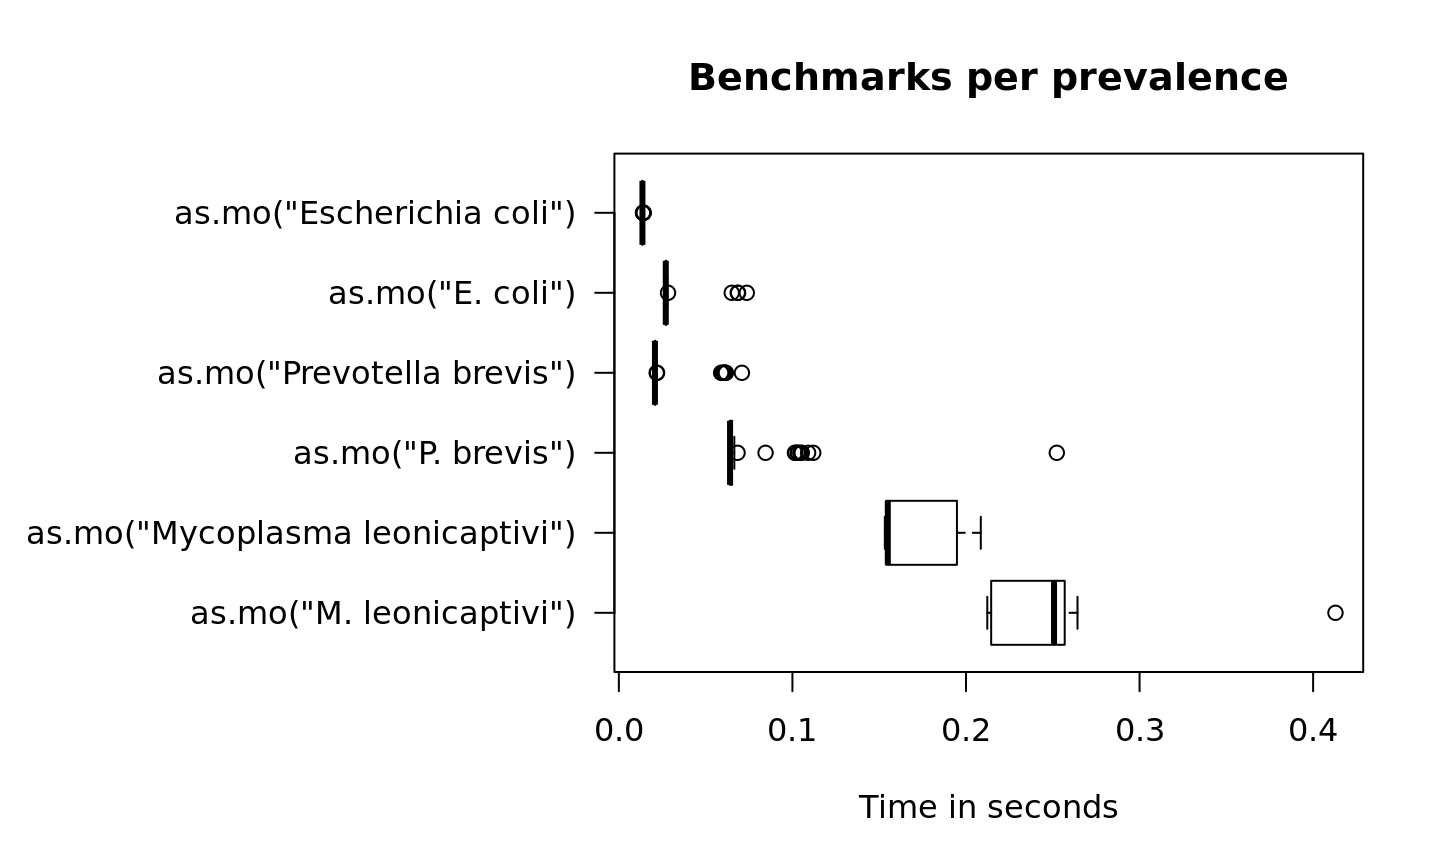 Benchmarks per prevalence
as.mo("Escherichia coli")
as.mo("E. coli")
as.mo("Prevotella brevis")
as.mo("P. brevis")
as.mo("Mycoplasma leonicaptivi")
as.mo("M. leonicaptivi")
0.0 0.1 0.2 0.3 0.4
Time in seconds